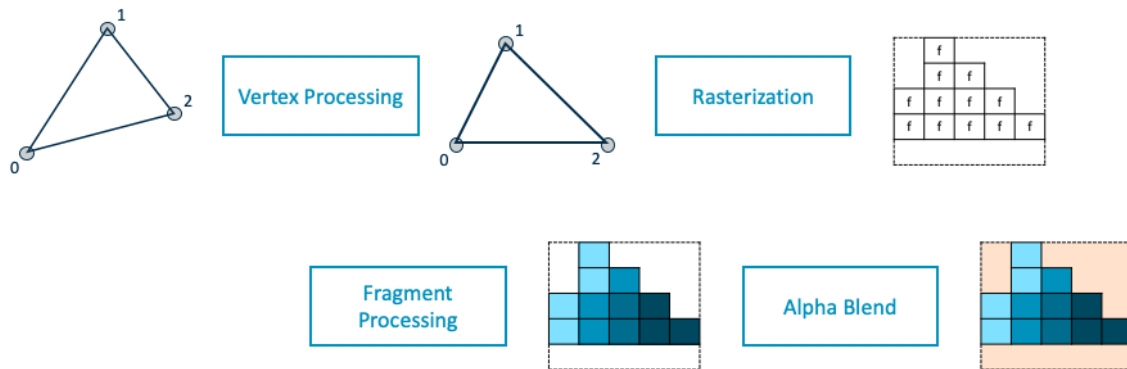 1
2
0
Vertex Processing
1
0
2
Rasterization
f
f f
f f f f
f f f f f
Fragment
Processing
Alpha Blend